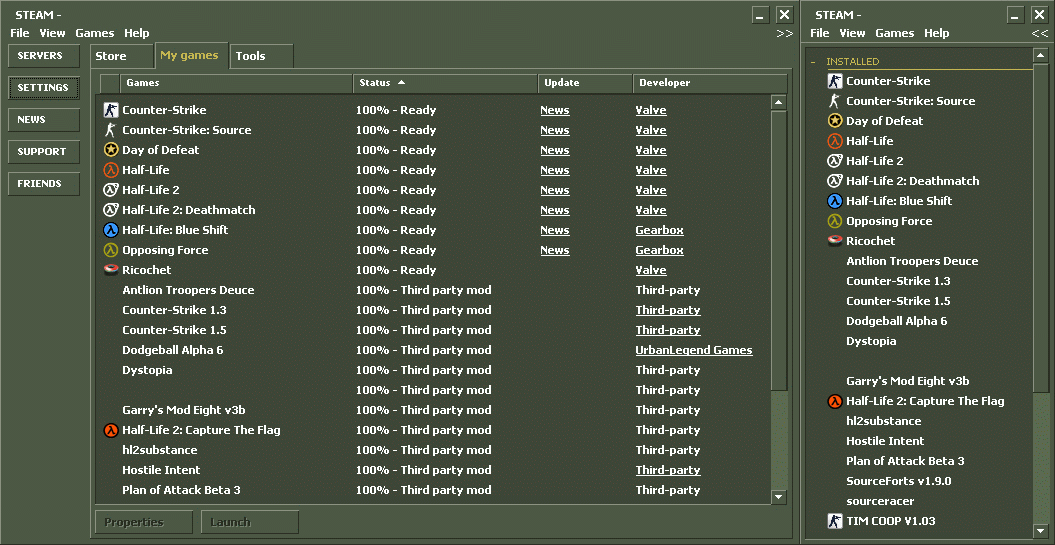 STEAM -
File View Games Help >>
SERVERS
SETTINGS
NEWS
SUPPORT
FRIENDS
Store My games Tools
Games Status Update Developer
Counter-Strike 100% - Ready News Valve
Counter-Strike: Source 100% - Ready News Valve
Day of Defeat 100% - Ready News Valve
Half-Life 100% - Ready News Valve
Half-Life 2 100% - Ready News Valve
Half-Life 2: Deathmatch 100% - Ready News Valve
Half-Life: Blue Shift 100% - Ready News Gearbox
Opposing Force 100% - Ready News Gearbox
Ricochet 100% - Ready Valve
Antlion Troopers Deuce 100% - Third party mod Third-party
Counter-Strike 1.3 100% - Third party mod Third-party
Counter-Strike 1.5 100% - Third party mod Third-party
Dodgeball Alpha 6 100% - Third party mod UrbanLegend Games
Dystopia 100% - Third party mod Third-party
100% - Third party mod Third-party
Garry's Mod Eight v3b 100% - Third party mod Third-party
Half-Life 2: Capture The Flag 100% - Third party mod Third-party
hl2substance 100% - Third party mod Third-party
Hostile Intent 100% - Third party mod Third-party
Plan of Attack Beta 3 100% - Third party mod Third-party
Properties Launch
STEAM -
File View Games Help <<
- INSTALLED
Counter-Strike
Counter-Strike: Source
Day of Defeat
Half-Life
Half-Life 2
Half-Life 2: Deathmatch
Half-Life: Blue Shift
Opposing Force
Ricochet
Antlion Troopers Deuce
Counter-Strike 1.3
Counter-Strike 1.5
Dodgeball Alpha 6
Dystopia
Garry's Mod Eight v3b
Half-Life 2: Capture The Flag
hl2substance
Hostile Intent
Plan of Attack Beta 3
SourceForts v1.9.0
sourceracer
TIM COOP V1.03